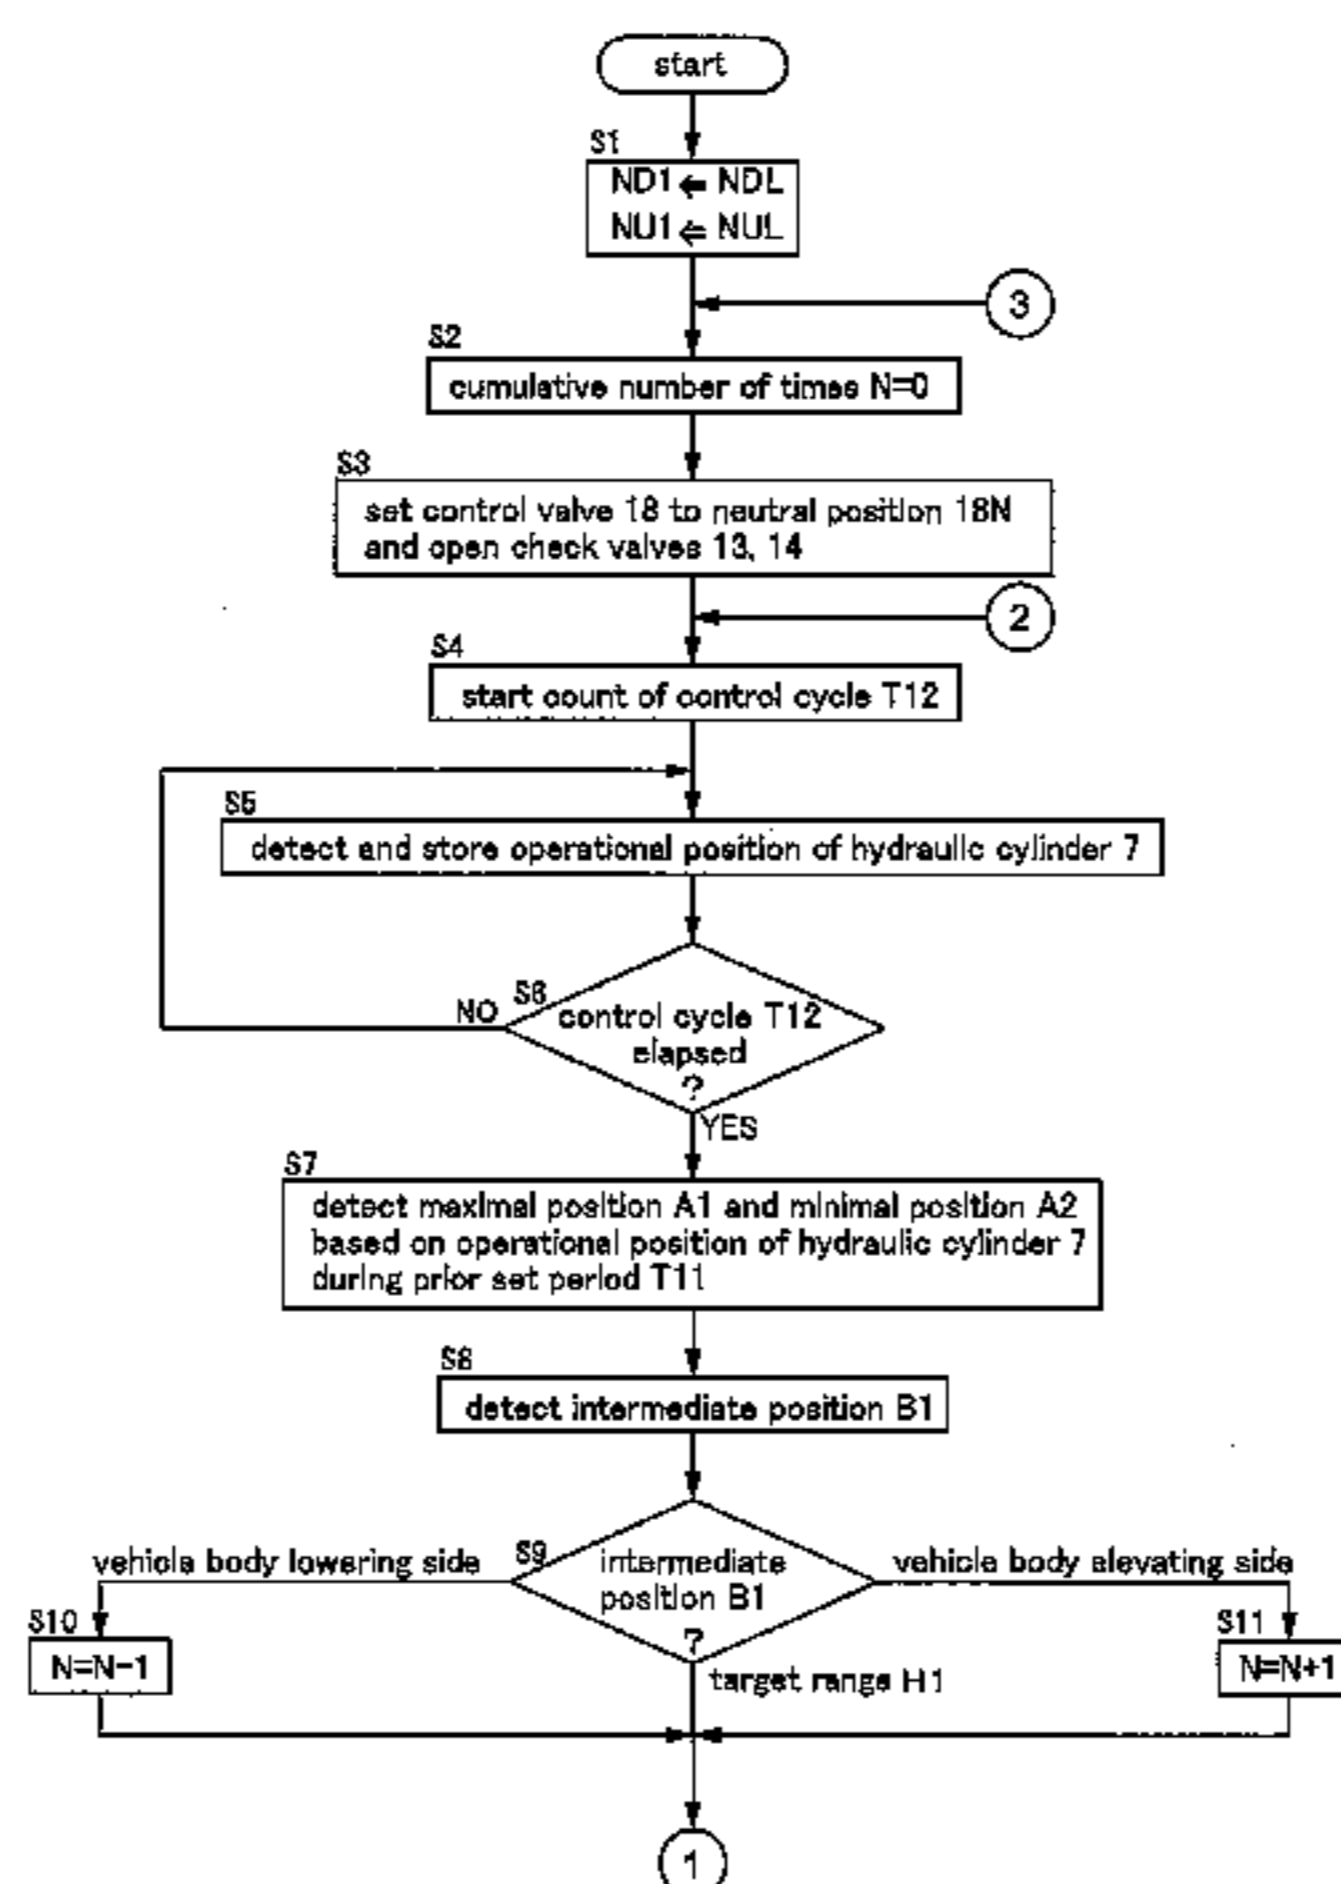 start
S1
ND1 ⇐ NDL
NU1 ⇐ NUL
3
S2
cumulative number of times N=0
S3
set control valve 18 to neutral position 18N
and open check valves 13, 14
2
S4
start count of control cycle T12
S5
detect and store operational position of hydraulic cylinder 7
S6
NO
control cycle T12
elapsed
?
YES
S7
detect maximal position A1 and minimal position A2
based on operational position of hydraulic cylinder 7
during prior set period T11
S8
detect intermediate position B1
vehicle body lowering side
S9
intermediate
position B1
?
vehicle body elevating side
S10
N=N-1
target range H1
S11
N=N+1
1